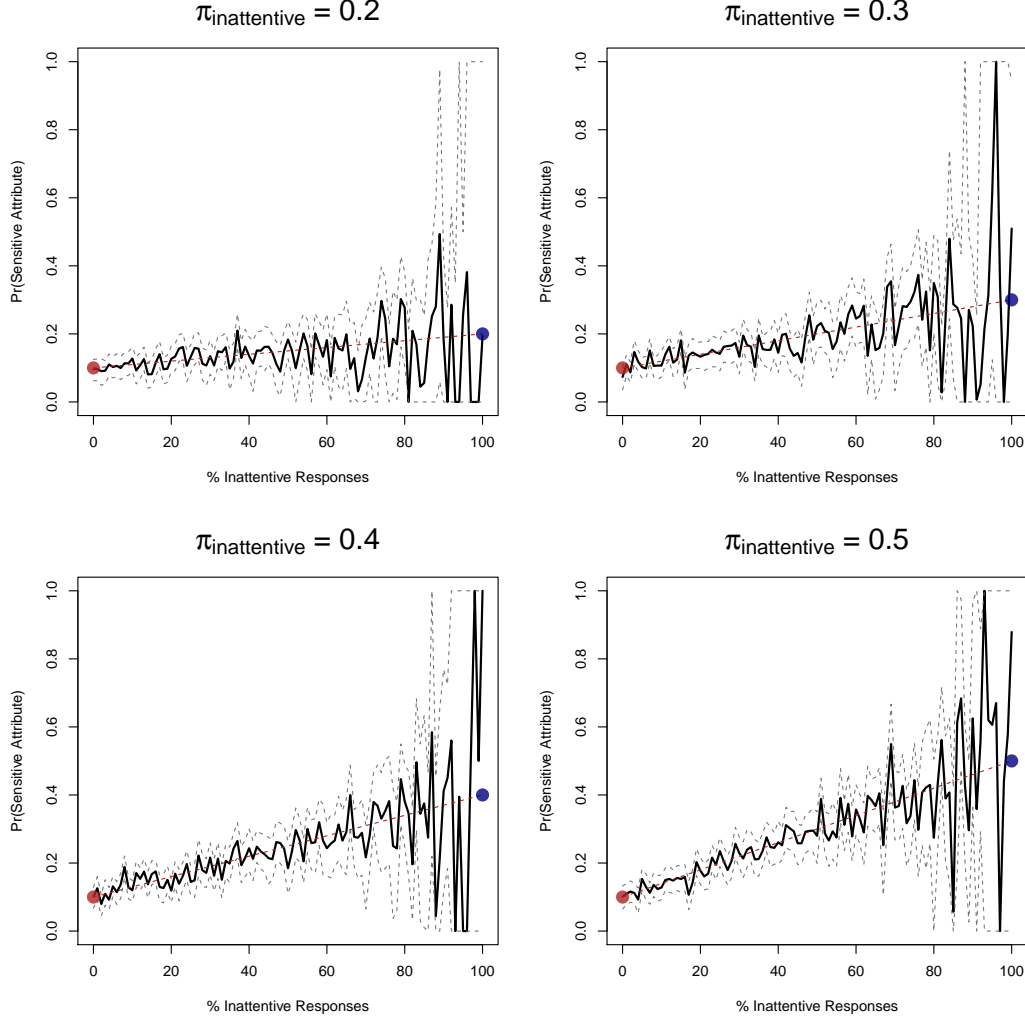 π_inattentive = 0.2
Pr(Sensitive Attribute)
1.0
0.8
0.6
0.4
0.2
0.0
0 20 40 60 80 100
% Inattentive Responses
π_inattentive = 0.3
Pr(Sensitive Attribute)
1.0
0.8
0.6
0.4
0.2
0.0
0 20 40 60 80 100
% Inattentive Responses
π_inattentive = 0.4
Pr(Sensitive Attribute)
1.0
0.8
0.6
0.4
0.2
0.0
0 20 40 60 80 100
% Inattentive Responses
π_inattentive = 0.5
Pr(Sensitive Attribute)
1.0
0.8
0.6
0.4
0.2
0.0
0 20 40 60 80 100
% Inattentive Responses